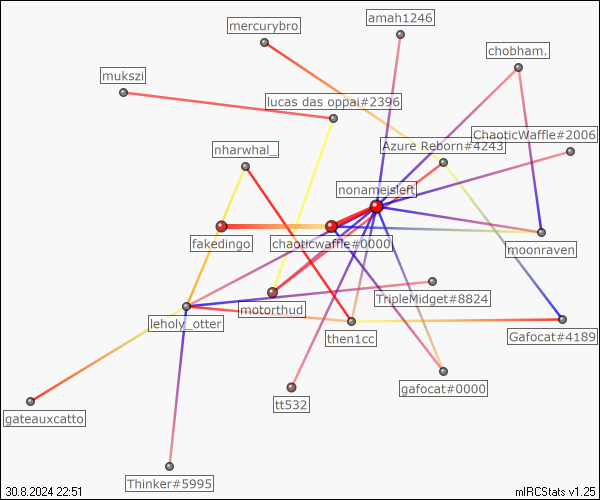 amah1246
mercurybro
chobham.
mukszi
lucas das oppai#2396
ChaoticWaffle#2006
Azure Reborn#4243
nharwhal_
nonameisleft
fakedingo
chaoticwaffle#0000
moonraven
TripleMidget#8824
motorthud
leholy_otter
then1cc
Gafocat#4189
gafocat#0000
tt532
gateauxcatto
Thinker#5995
30.8.2024 22:51
mIRCStats v1.25